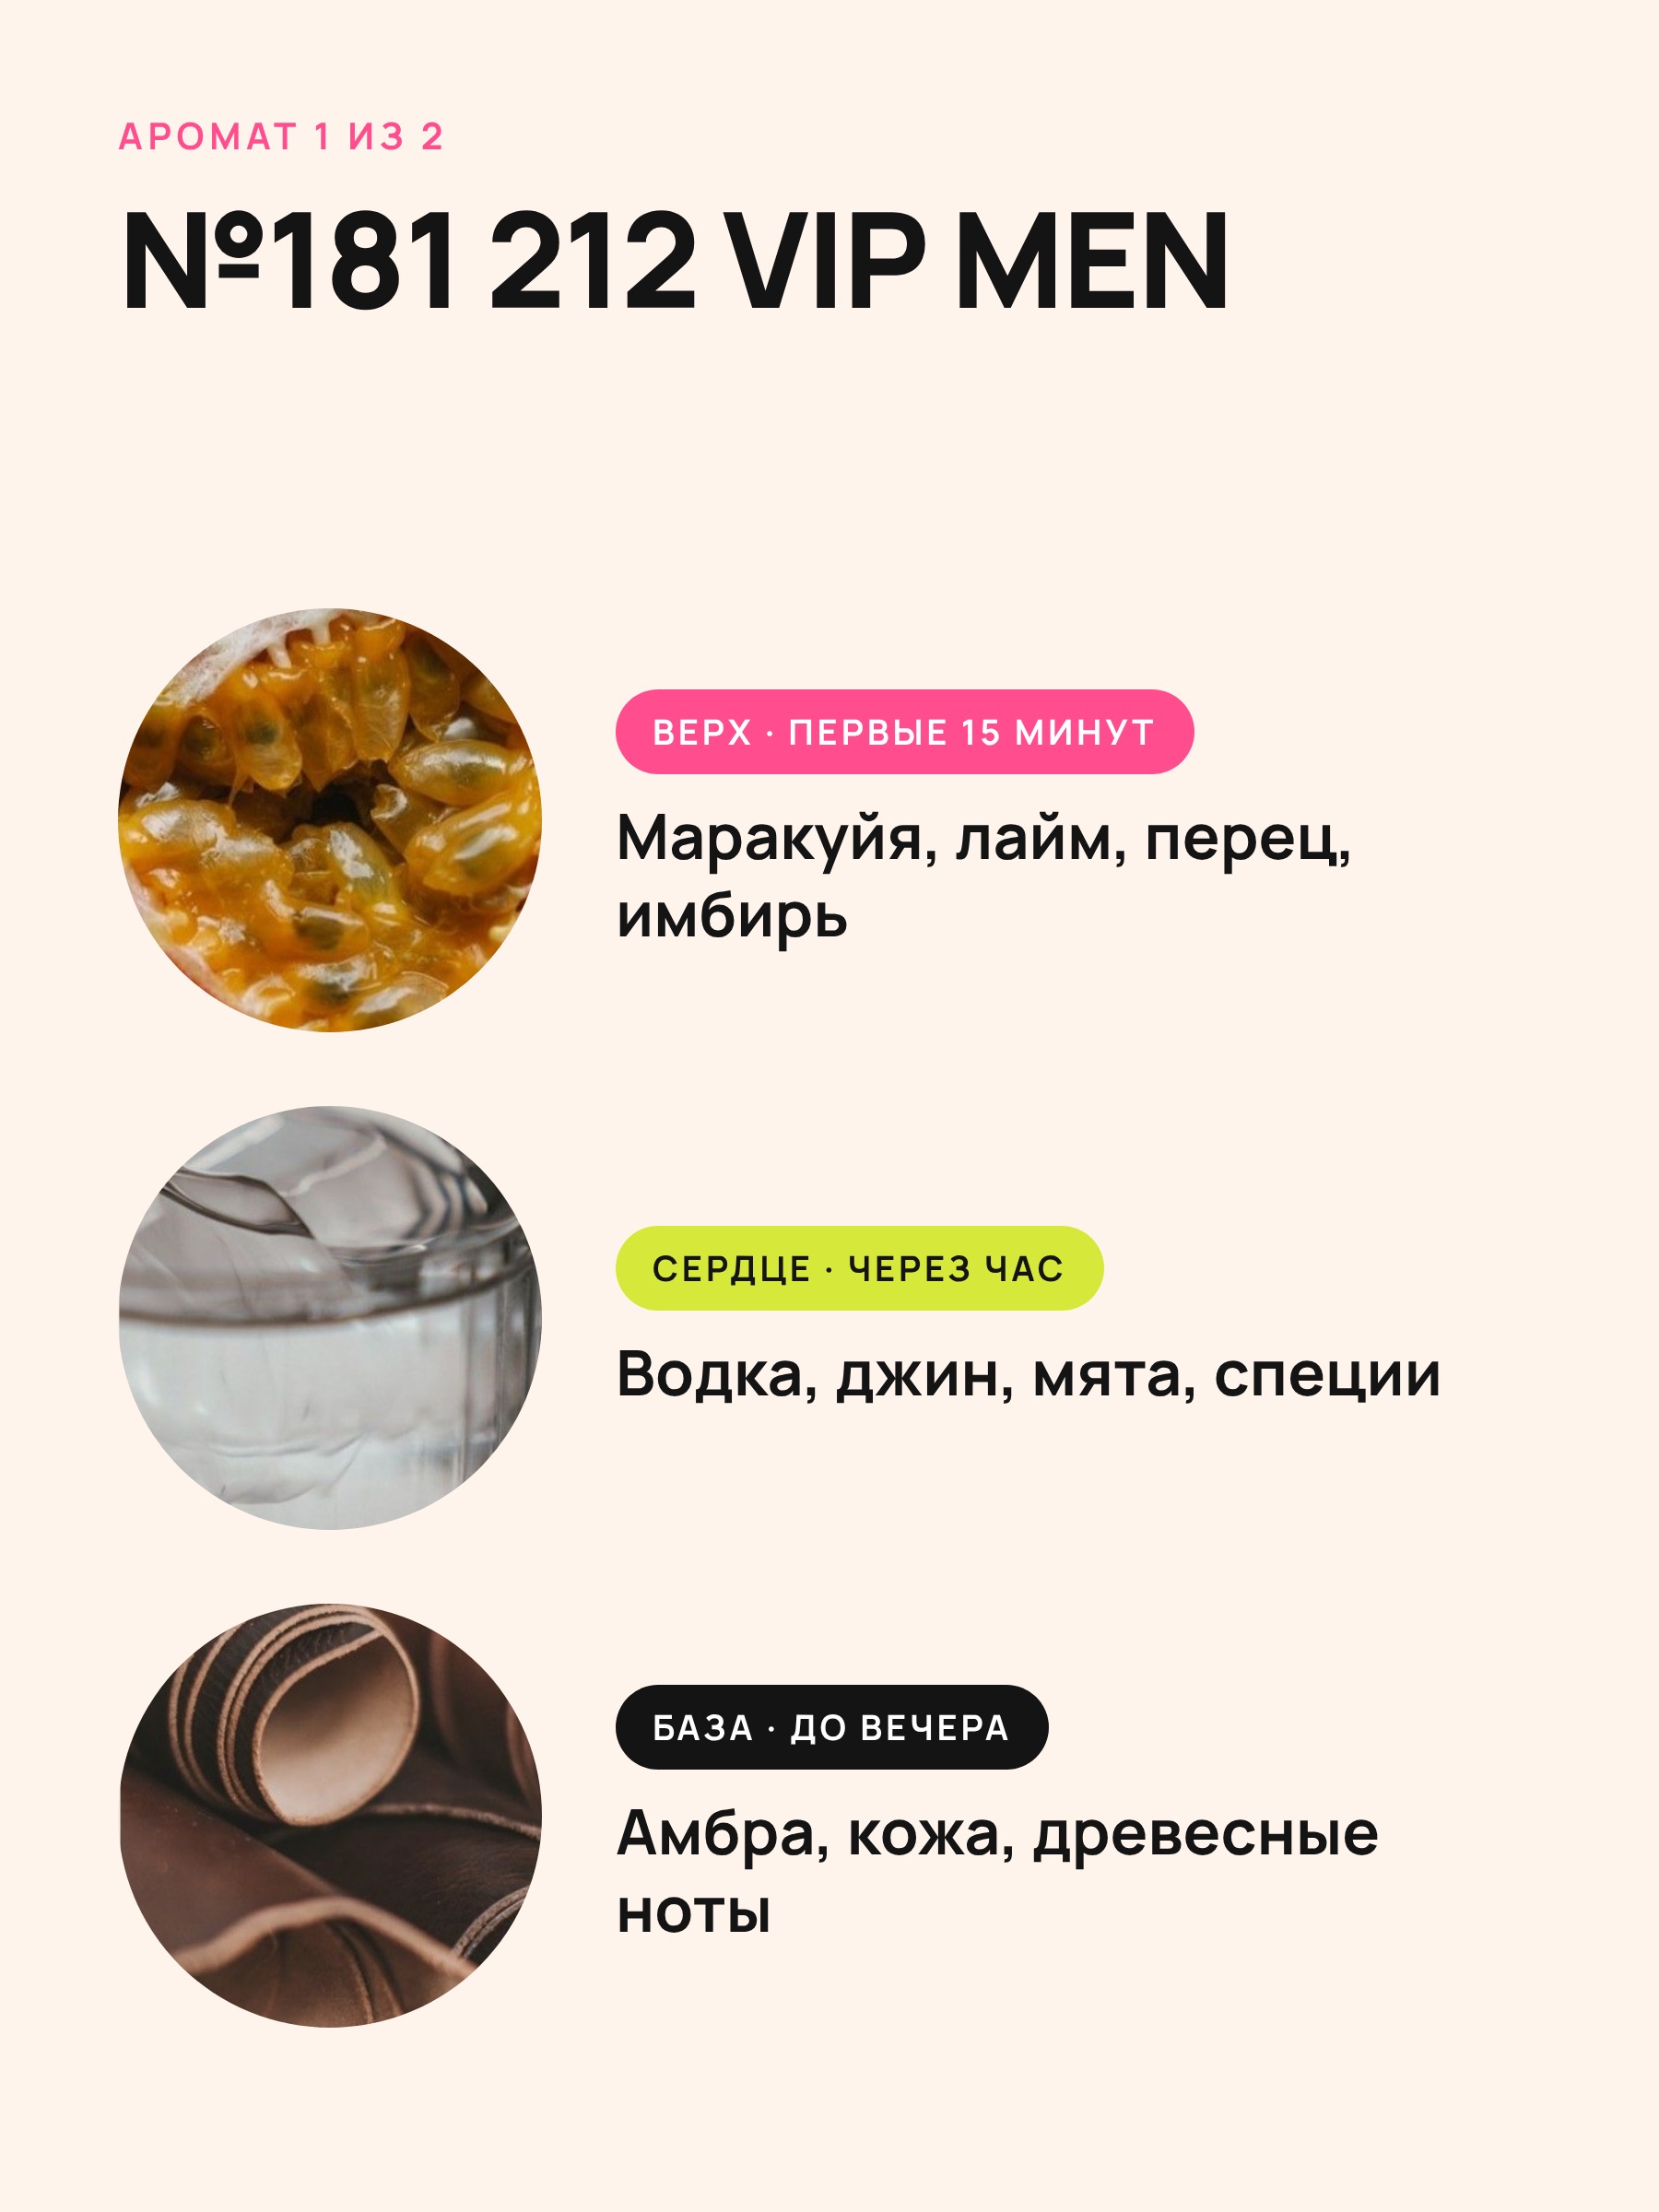 АРОМАТ 1 ИЗ 2
№181 212 VIP MEN
ВЕРХ · ПЕРВЫЕ 15 МИНУТ
Маракуйя, лайм, перец,
имбирь
СЕРДЦЕ · ЧЕРЕЗ ЧАС
Водка, джин, мята, специи
БАЗА · ДО ВЕЧЕРА
Амбра, кожа, древесные
ноты